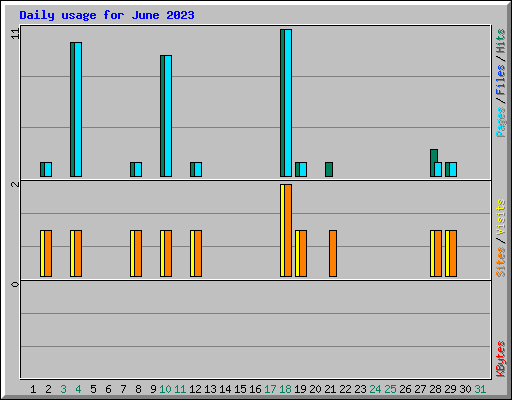 Daily usage for June 2023
11
2
0
Pages / Files / Hits
Sites / Visits
KBytes
1 2 3 4 5 6 7 8 9 10 11 12 13 14 15 16 17 18 19 20 21 22 23 24 25 26 27 28 29 30 31